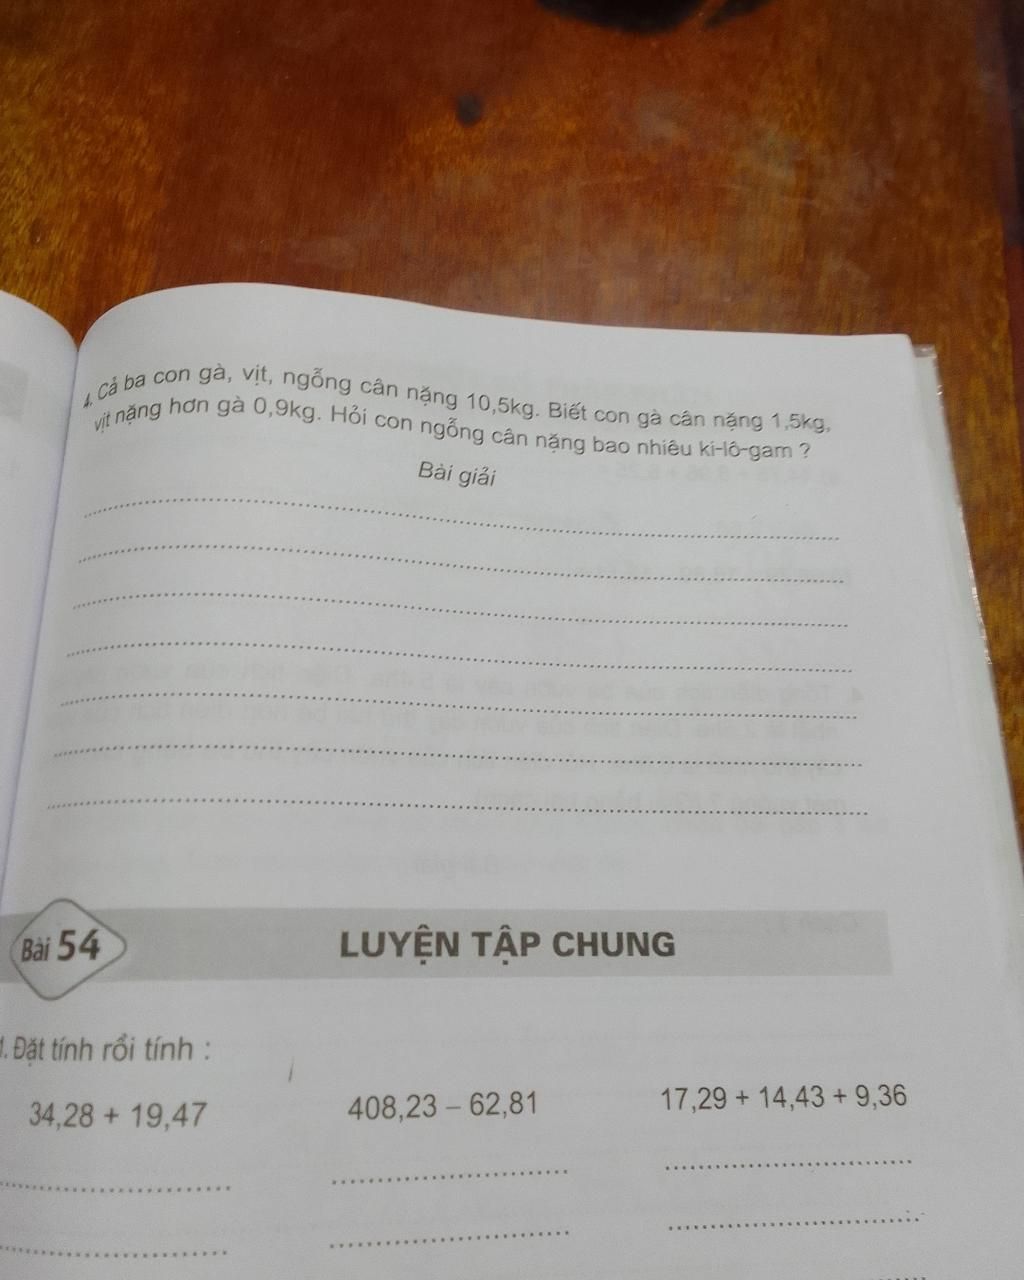 4. Cả ba con gà, vịt, ngỗng cân nặng 10,5kg. Biết con gà cân nặng 1,5kg,
vịt nặng hơn gà 0,9kg. Hỏi con ngỗng cân nặng bao nhiêu ki-lô-gam ?
Bài giải
Bài 54 LUYỆN TẬP CHUNG
1. Đặt tính rồi tính :
34,28 + 19,47 408,23 – 62,81 17,29 + 14,43 + 9,36